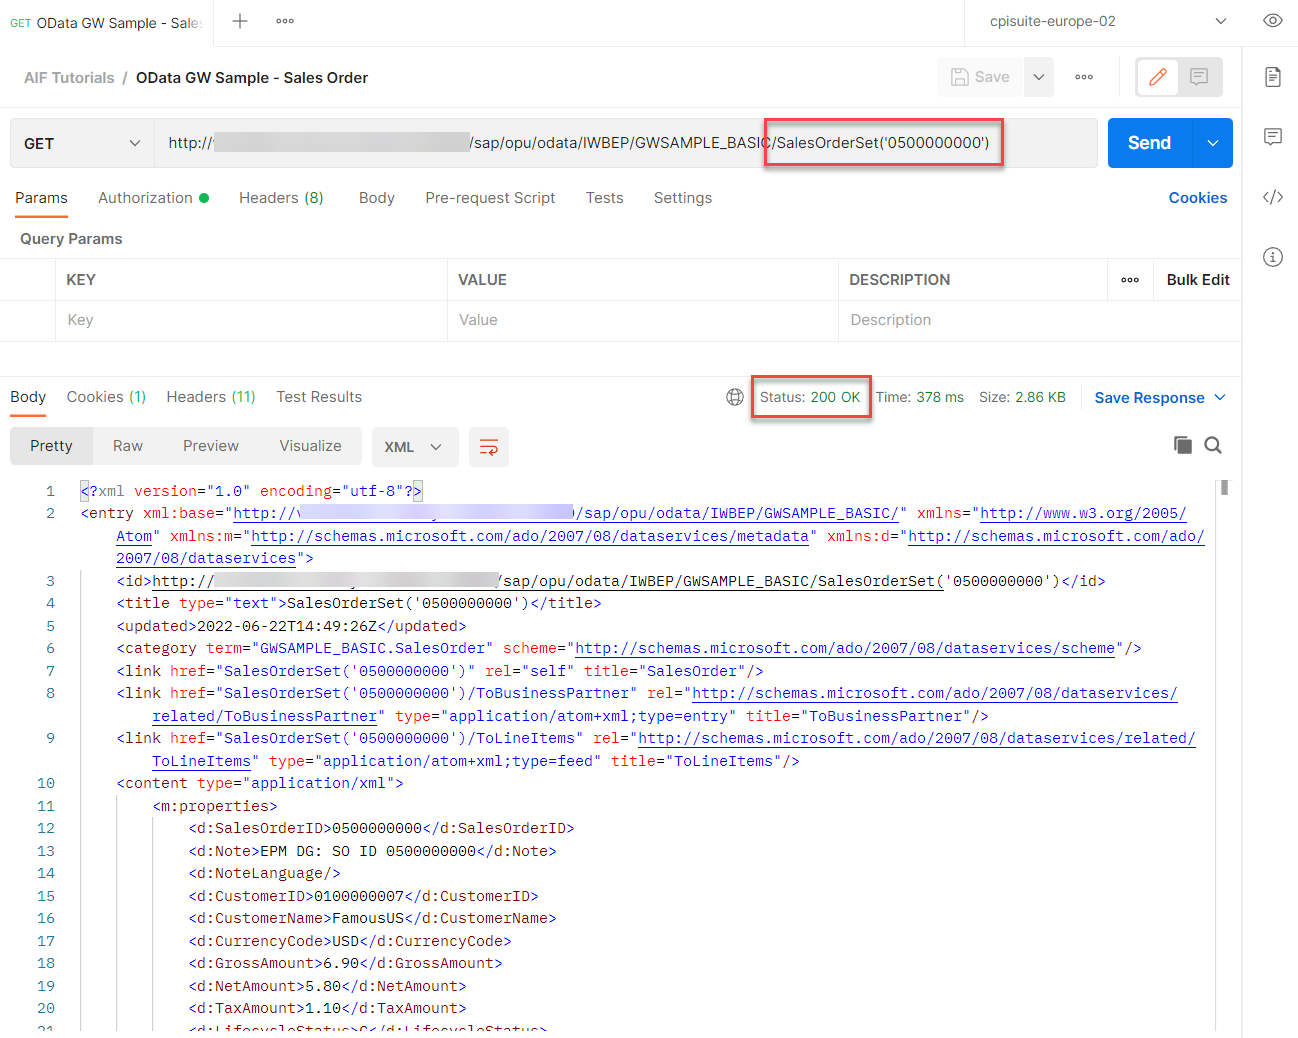 GET OData GW Sample - Sales
cpisuite-europe-02
AIF Tutorials / OData GW Sample - Sales Order
Save
GET
http:// /sap/opu/odata/IWBEP/GWSAMPLE_BASIC/SalesOrderSet('0500000000')
Send
Params Authorization Headers (8) Body Pre-request Script Tests Settings
Cookies
Query Params
KEY VALUE DESCRIPTION Bulk Edit
Key Value Description
Body Cookies (1) Headers (11) Test Results
Status: 200 OK Time: 378 ms Size: 2.86 KB Save Response
Pretty Raw Preview Visualize XML
1 <?xml version="1.0" encoding="utf-8"?>
2 <entry xml:base="http:// /sap/opu/odata/IWBEP/GWSAMPLE_BASIC/" xmlns="http://www.w3.org/2005/
Atom" xmlns:m="http://schemas.microsoft.com/ado/2007/08/dataservices/metadata" xmlns:d="http://schemas.microsoft.com/ado/
2007/08/dataservices">
3 <id>http:// /sap/opu/odata/IWBEP/GWSAMPLE_BASIC/SalesOrderSet('0500000000')</id>
4 <title type="text">SalesOrderSet('0500000000')</title>
5 <updated>2022-06-22T14:49:26Z</updated>
6 <category term="GWSAMPLE_BASIC.SalesOrder" scheme="http://schemas.microsoft.com/ado/2007/08/dataservices/scheme"/>
7 <link href="SalesOrderSet('0500000000')" rel="self" title="SalesOrder"/>
8 <link href="SalesOrderSet('0500000000')/ToBusinessPartner" rel="http://schemas.microsoft.com/ado/2007/08/dataservices/
related/ToBusinessPartner" type="application/atom+xml;type=entry" title="ToBusinessPartner"/>
9 <link href="SalesOrderSet('0500000000')/ToLineItems" rel="http://schemas.microsoft.com/ado/2007/08/dataservices/related/
ToLineItems" type="application/atom+xml;type=feed" title="ToLineItems"/>
10 <content type="application/xml">
11 <m:properties>
12 <d:SalesOrderID>0500000000</d:SalesOrderID>
13 <d:Note>EPM DG: SO ID 0500000000</d:Note>
14 <d:NoteLanguage/>
15 <d:CustomerID>0100000007</d:CustomerID>
16 <d:CustomerName>FamousUS</d:CustomerName>
17 <d:CurrencyCode>USD</d:CurrencyCode>
18 <d:GrossAmount>6.90</d:GrossAmount>
19 <d:NetAmount>5.80</d:NetAmount>
20 <d:TaxAmount>1.10</d:TaxAmount>
21 <d:LifecycleStatus>C</d:LifecycleStatus>